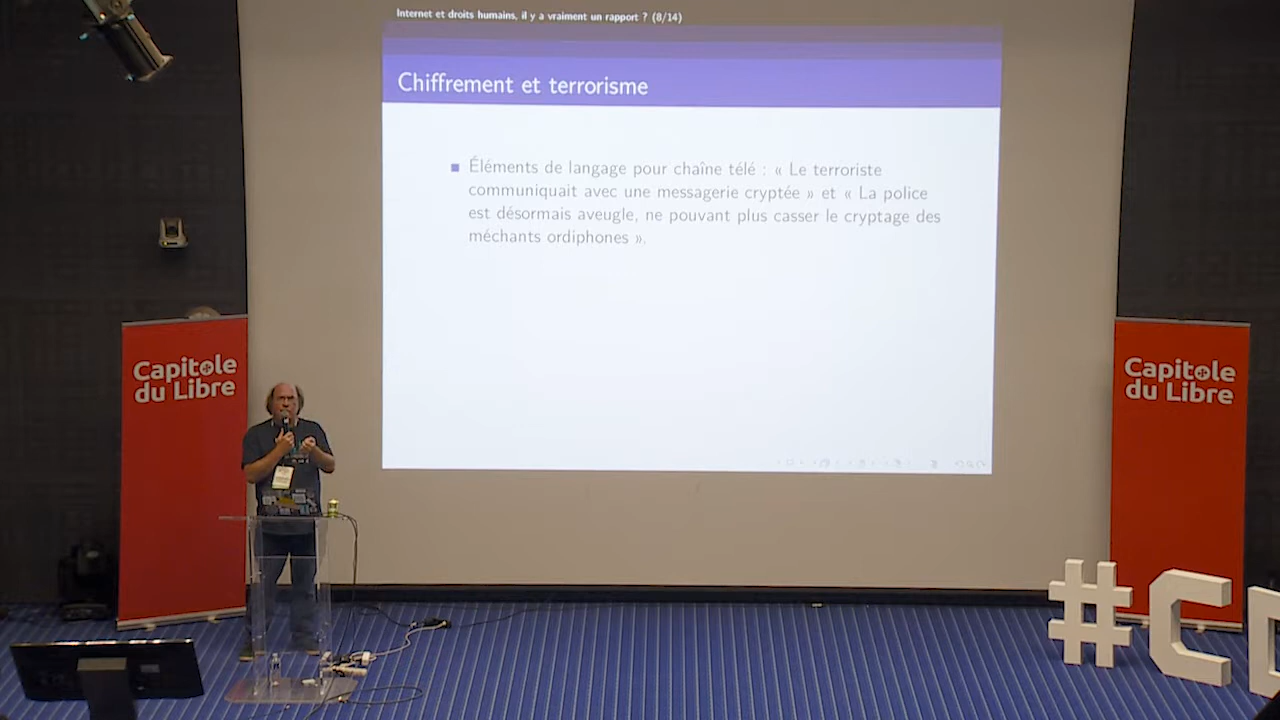 Internet et droits humains, il y a vraiment un rapport ? (8/14)
Chiffrement et terrorisme
Éléments de langage pour chaîne télé : « Le terroriste
communiquait avec une messagerie cryptée » et « La police
est désormais aveugle, ne pouvant plus casser le cryptage des
méchants ordiphones ».
Capitole
du Libre
Capitole
du Libre
#C